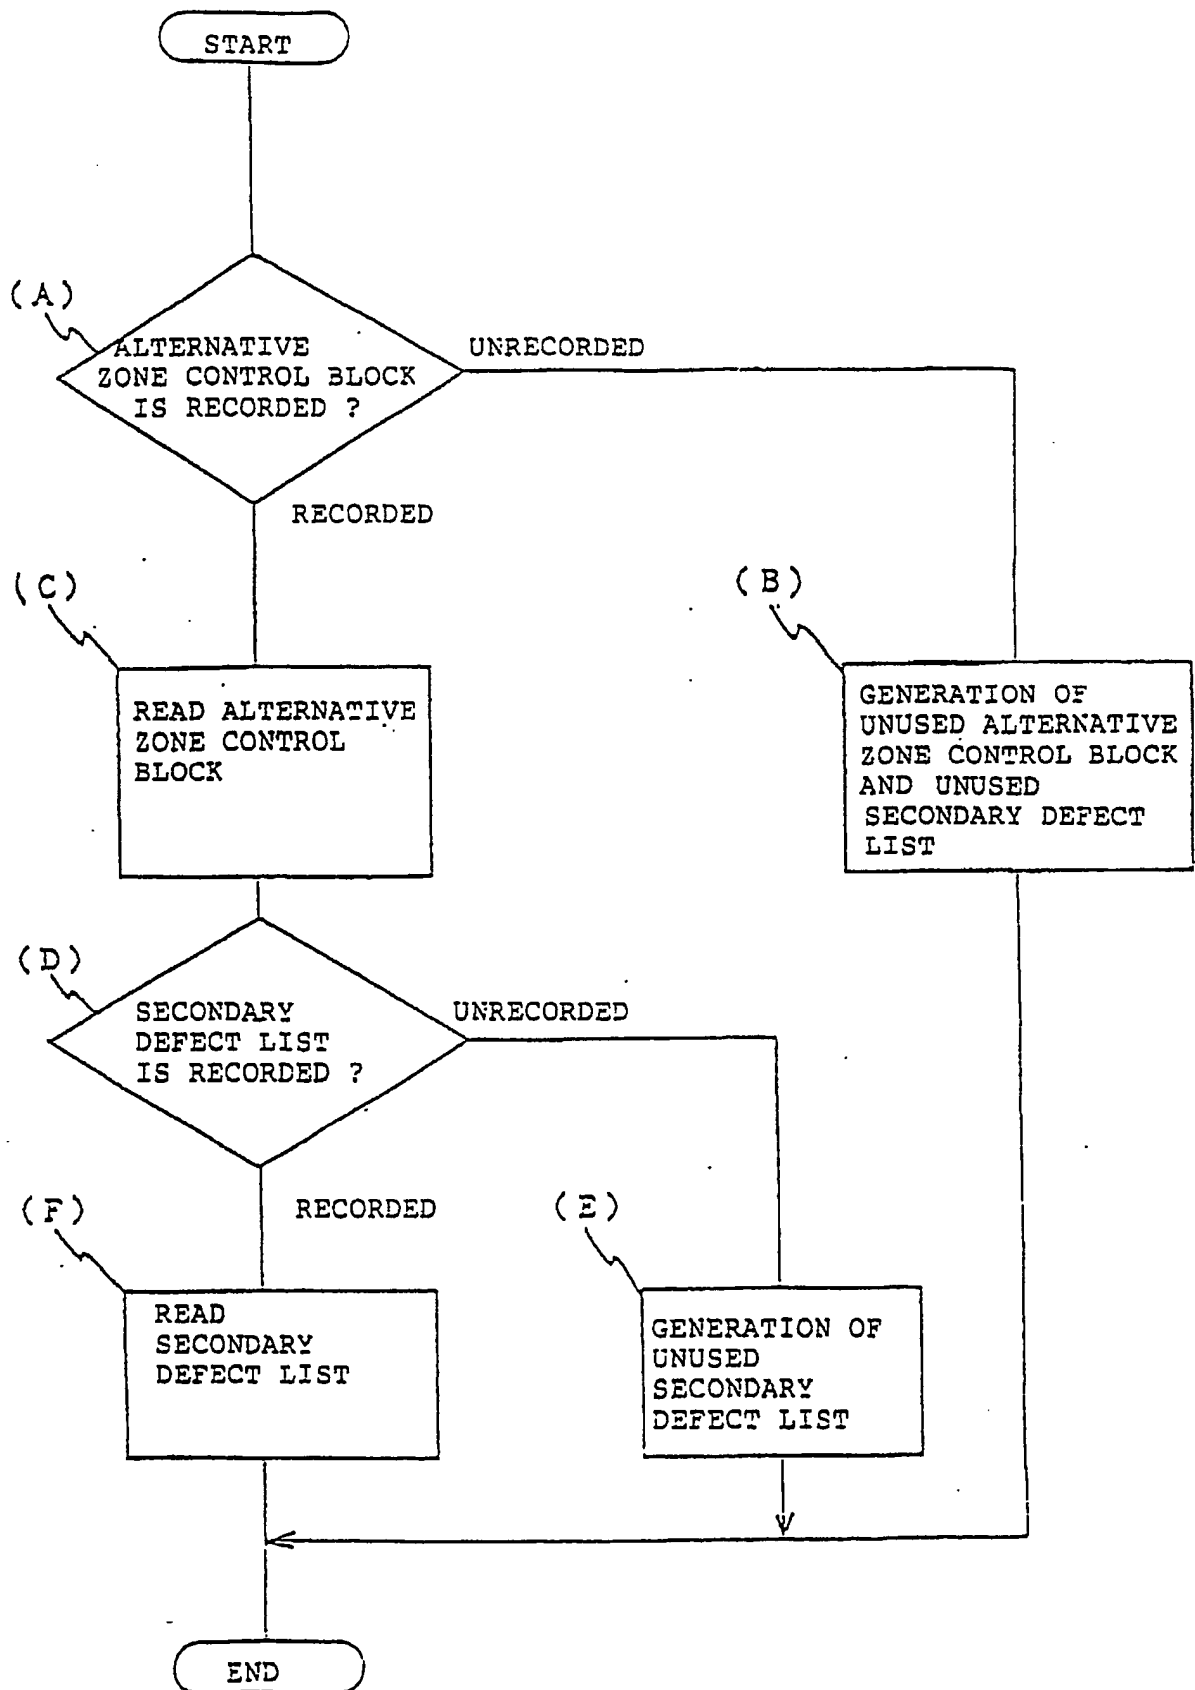 START
(A)
ALTERNATIVE
ZONE CONTROL BLOCK
IS RECORDED ?
UNRECORDED
RECORDED
(C)
READ ALTERNATIVE
ZONE CONTROL
BLOCK
(B)
GENERATION OF
UNUSED ALTERNATIVE
ZONE CONTROL BLOCK
AND UNUSED
SECONDARY DEFECT
LIST
(D)
SECONDARY
DEFECT LIST
IS RECORDED ?
UNRECORDED
RECORDED
(F)
READ
SECONDARY
DEFECT LIST
(E)
GENERATION OF
UNUSED
SECONDARY
DEFECT LIST
END